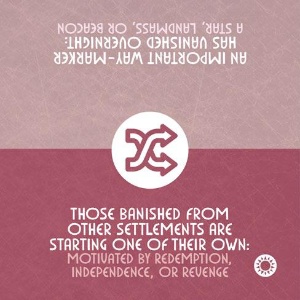 AN IMPORTANT WAY-MARKER
HAS VANISHED OVERNIGHT:
A STAR, LANDMASS, OR BEACON
THOSE BANISHED FROM
OTHER SETTLEMENTS ARE
STARTING ONE OF THEIR OWN:
MOTIVATED BY REDEMPTION,
INDEPENDENCE, OR REVENGE